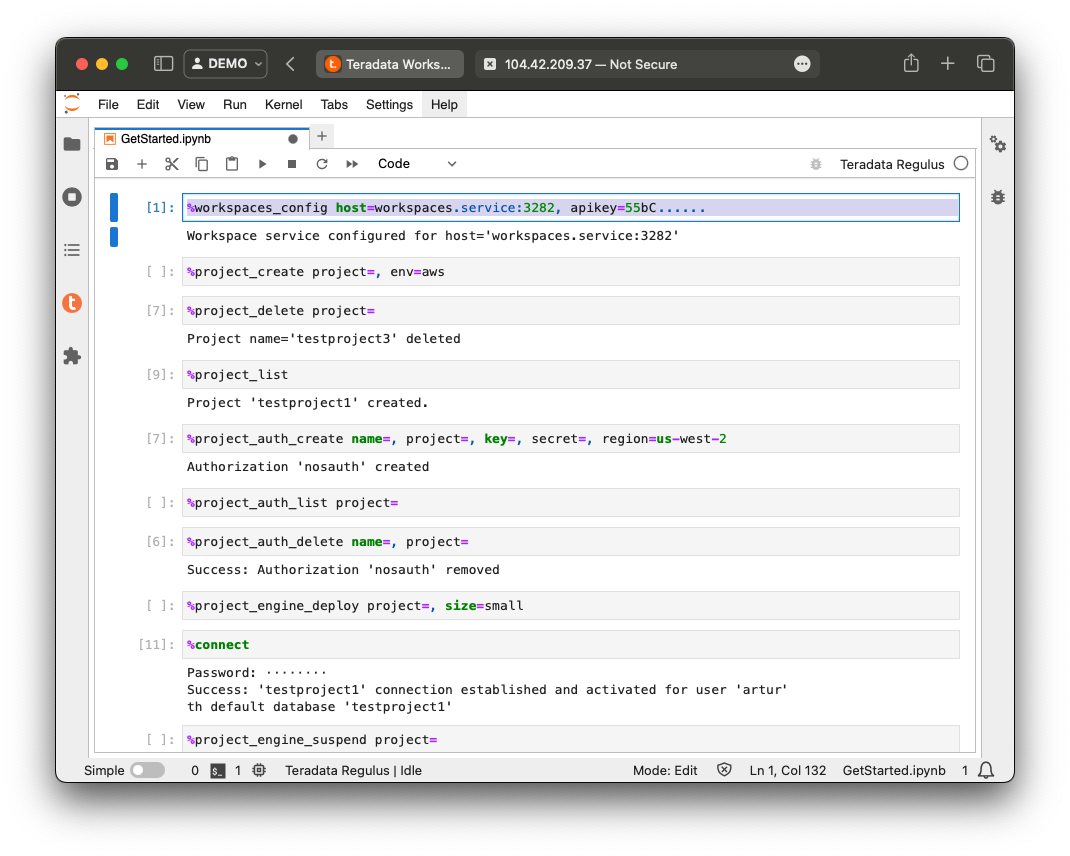 DEMO
Teradata Works...
104.42.209.37 — Not Secure
File Edit View Run Kernel Tabs Settings Help
GetStarted.ipynb
Code
Teradata Regulus
[1]: %workspaces_config host=workspaces.service:3282, apikey=55bC......
Workspace service configured for host='workspaces.service:3282'
[ ]: %project_create project=, env=aws
[7]: %project_delete project=
Project name='testproject3' deleted
[9]: %project_list
Project 'testproject1' created.
[7]: %project_auth_create name=, project=, key=, secret=, region=us-west-2
Authorization 'nosauth' created
[ ]: %project_auth_list project=
[6]: %project_auth_delete name=, project=
Success: Authorization 'nosauth' removed
[ ]: %project_engine_deploy project=, size=small
[11]: %connect
Password: ········
Success: 'testproject1' connection established and activated for user 'artur'
th default database 'testproject1'
[ ]: %project_engine_suspend project=
Simple 0 $_ 1 Teradata Regulus | Idle Mode: Edit Ln 1, Col 132 GetStarted.ipynb 1